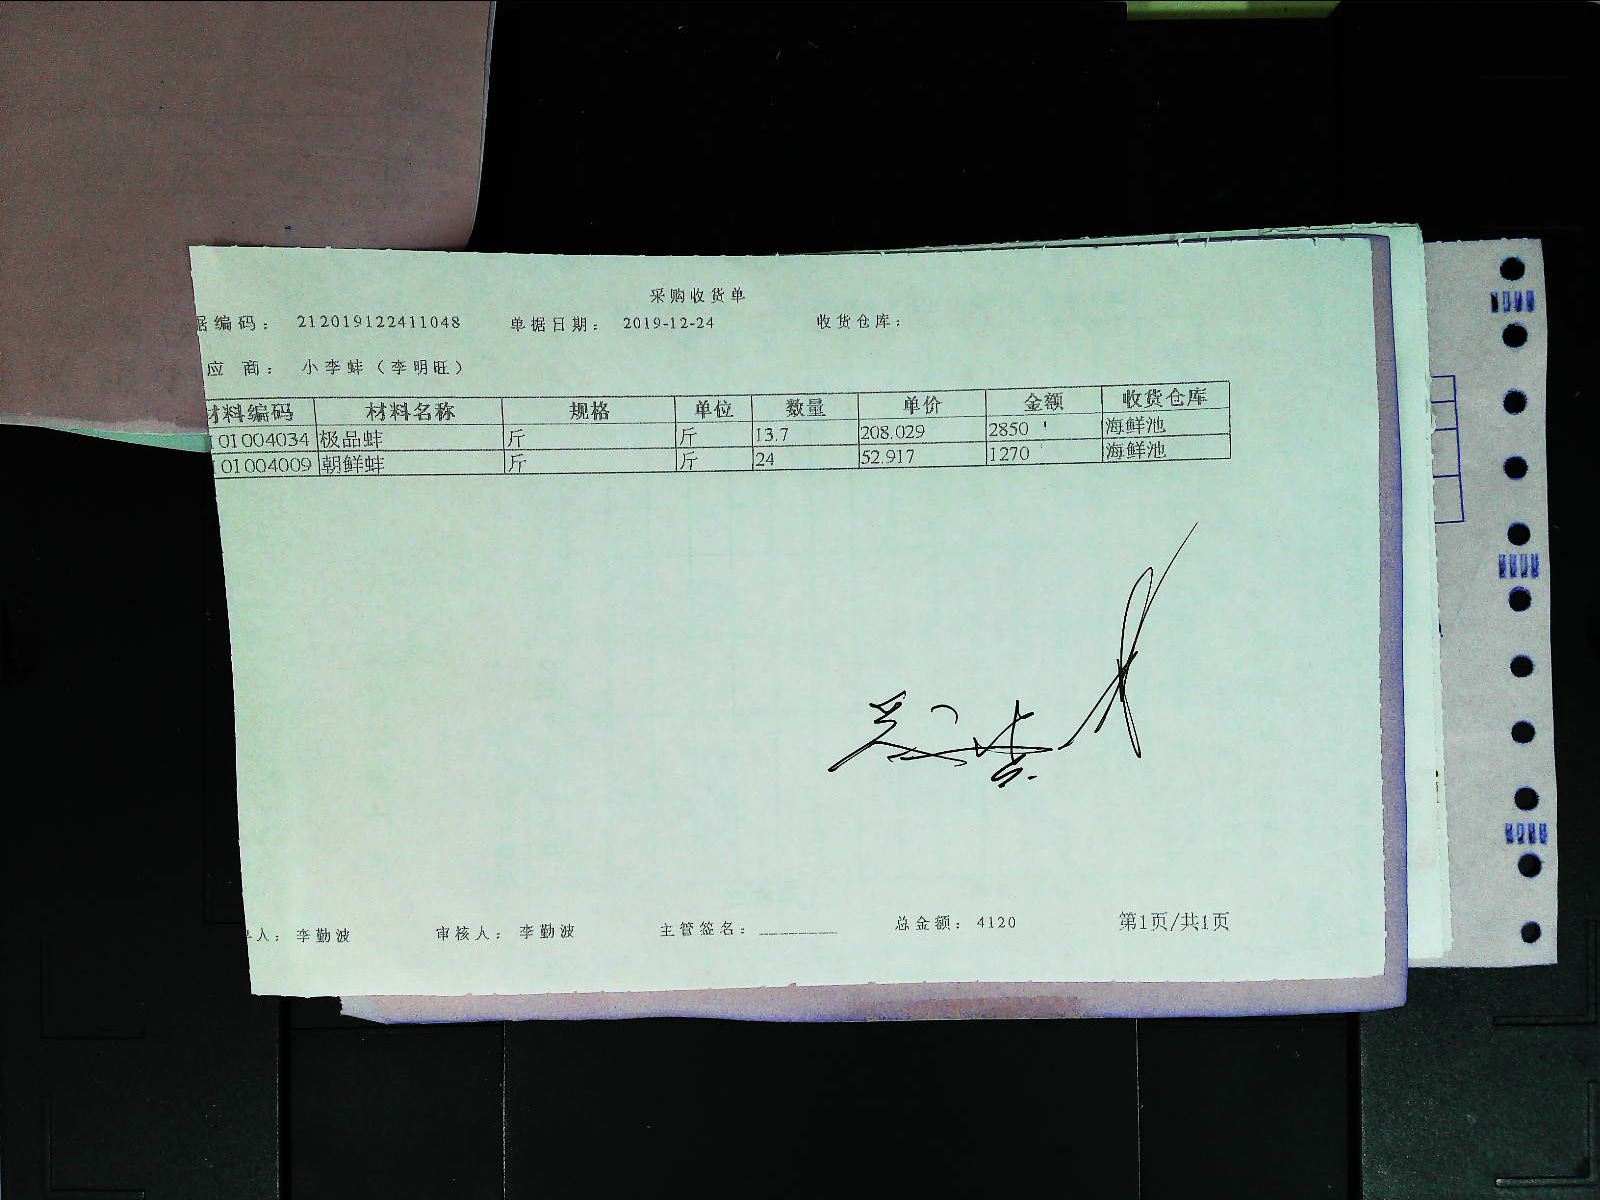 采购收货单
据编码： 212019122411048 单据日期： 2019-12-24 收货仓库：
应 商： 小李蚌（李明旺）
材料编码 材料名称 规格 单位 数量 单价 金额 收货仓库
01004034 极品蚌 斤 斤 13.7 208.029 2850 海鲜池
01004009 朝鲜蚌 斤 斤 24 52.917 1270 海鲜池
人： 李勤波 审核人： 李勤波 主管签名：________ 总金额： 4120 第1页/共1页